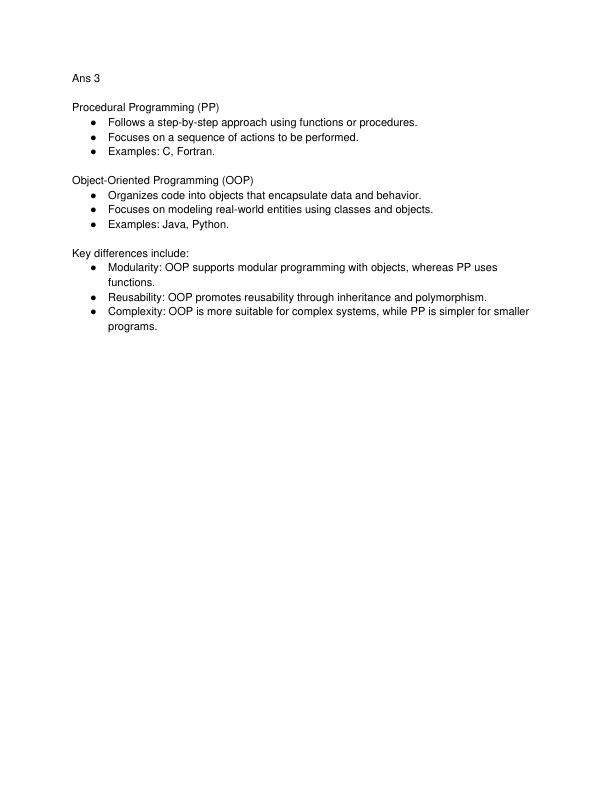 Ans 3
Procedural Programming (PP)
● Follows a step-by-step approach using functions or procedures.
● Focuses on a sequence of actions to be performed.
● Examples: C, Fortran.
Object-Oriented Programming (OOP)
● Organizes code into objects that encapsulate data and behavior.
● Focuses on modeling real-world entities using classes and objects.
● Examples: Java, Python.
Key differences include:
● Modularity: OOP supports modular programming with objects, whereas PP uses
functions.
● Reusability: OOP promotes reusability through inheritance and polymorphism.
● Complexity: OOP is more suitable for complex systems, while PP is simpler for smaller
programs.